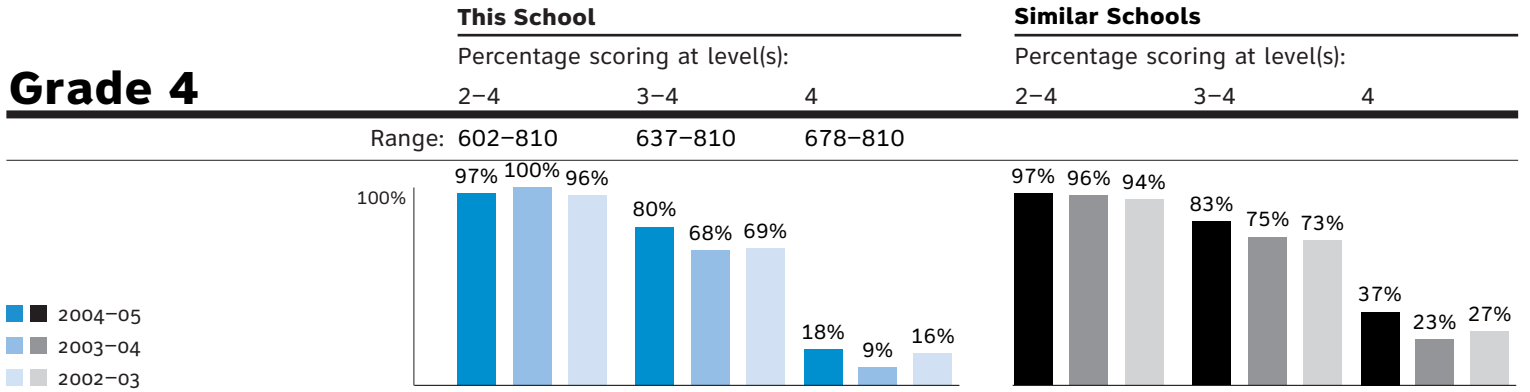 This School Similar Schools
Percentage scoring at level(s): Percentage scoring at level(s):
Grade 4
2–4 3–4 4 2–4 3–4 4
Range: 602–810 637–810 678–810
97% 100% 96% 80% 68% 69% 18% 9% 16%
97% 96% 94% 83% 75% 73% 37% 23% 27%
100%
2004–05
2003–04
2002–03